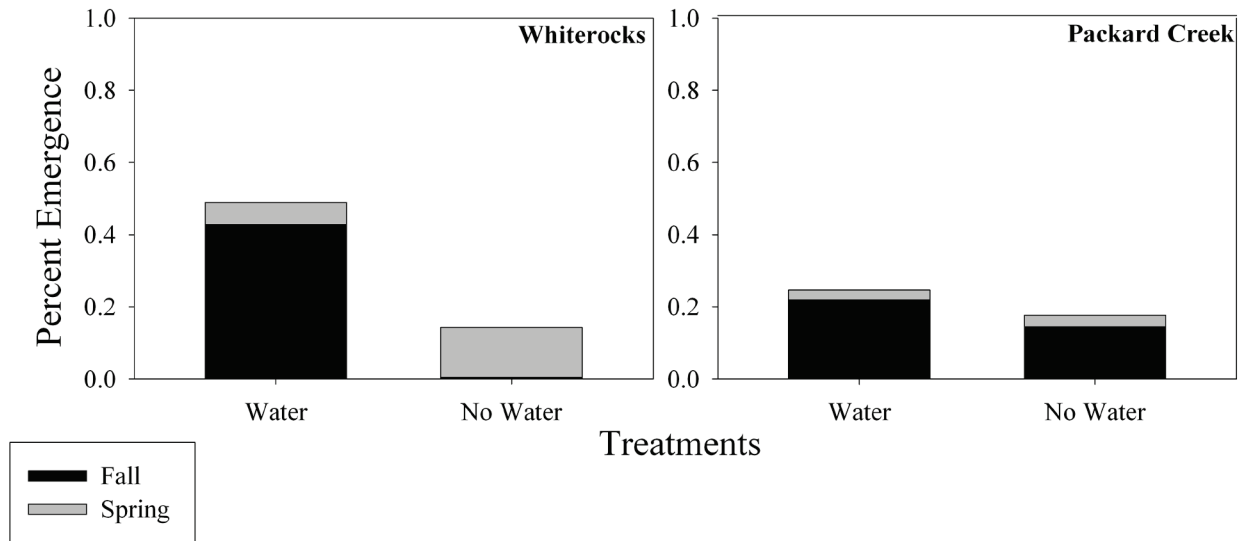 Percent Emergence
1.0
0.8
0.6
0.4
0.2
0.0
Whiterocks
Water
No Water
1.0
0.8
0.6
0.4
0.2
0.0
Packard Creek
Water
No Water
Treatments
Fall
Spring